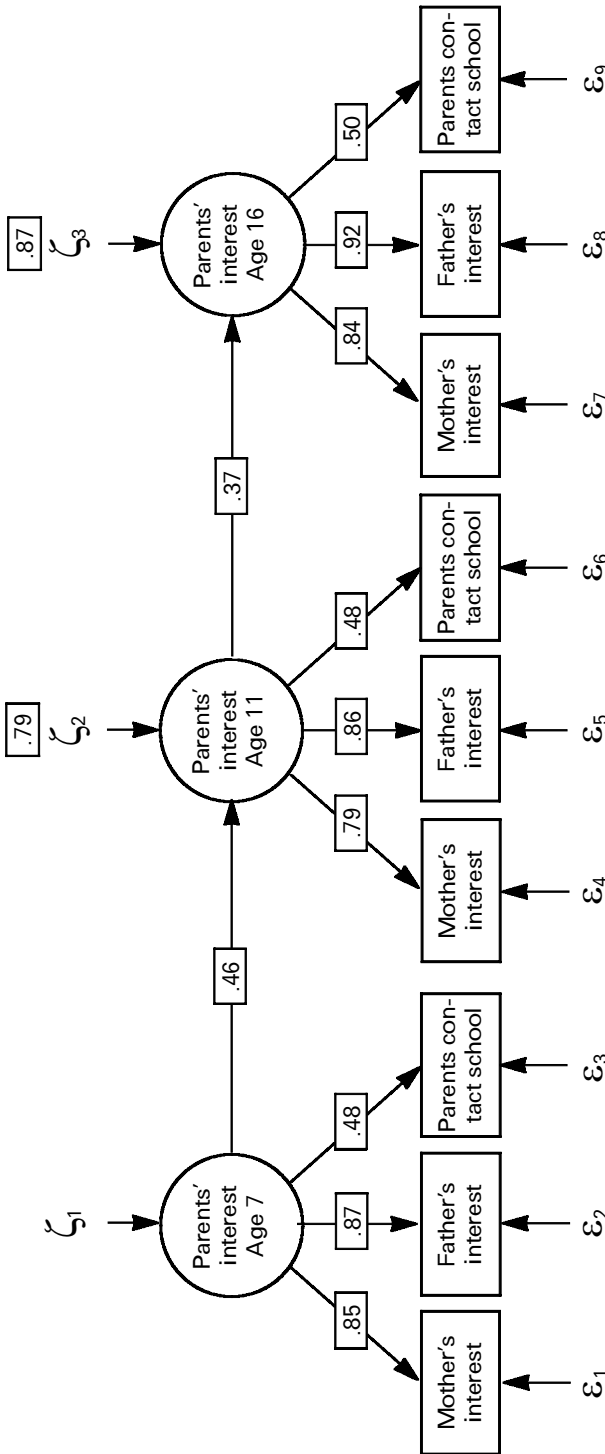 .79
.87
ζ1
ζ2
ζ3
Parents’
interest
Age 7
.46
Parents’
interest
Age 11
.37
Parents’
interest
Age 16
.85
.87
.48
.79
.86
.48
.84
.92
.50
Mother’s
interest
Father’s
interest
Parents con-
tact school
Mother’s
interest
Father’s
interest
Parents con-
tact school
Mother’s
interest
Father’s
interest
Parents con-
tact school
ε1
ε2
ε3
ε4
ε5
ε6
ε7
ε8
ε9